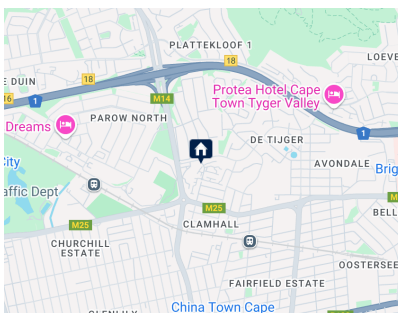 PLATTEKLOOF 1
18
LOEVE
E DUIN
18
Protea Hotel Cape
Town Tyger Valley
16
1
M14
Dreams
PAROW NORTH
1
DE TIJGER
City
AVONDALE
Brig
affic Dept
M25
M25
BELL
CLAMHALL
CHURCHILL
ESTATE
OOSTERSEE
FAIRFIELD ESTATE
GLENLILY
China Town Cape